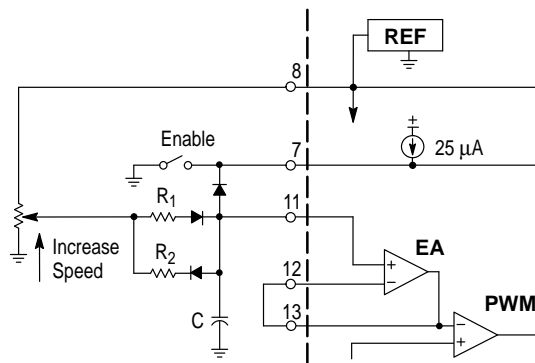 REF
8
Enable
7
25 μA
R1
11
Increase
Speed
EA
R2
12
13
PWM
C